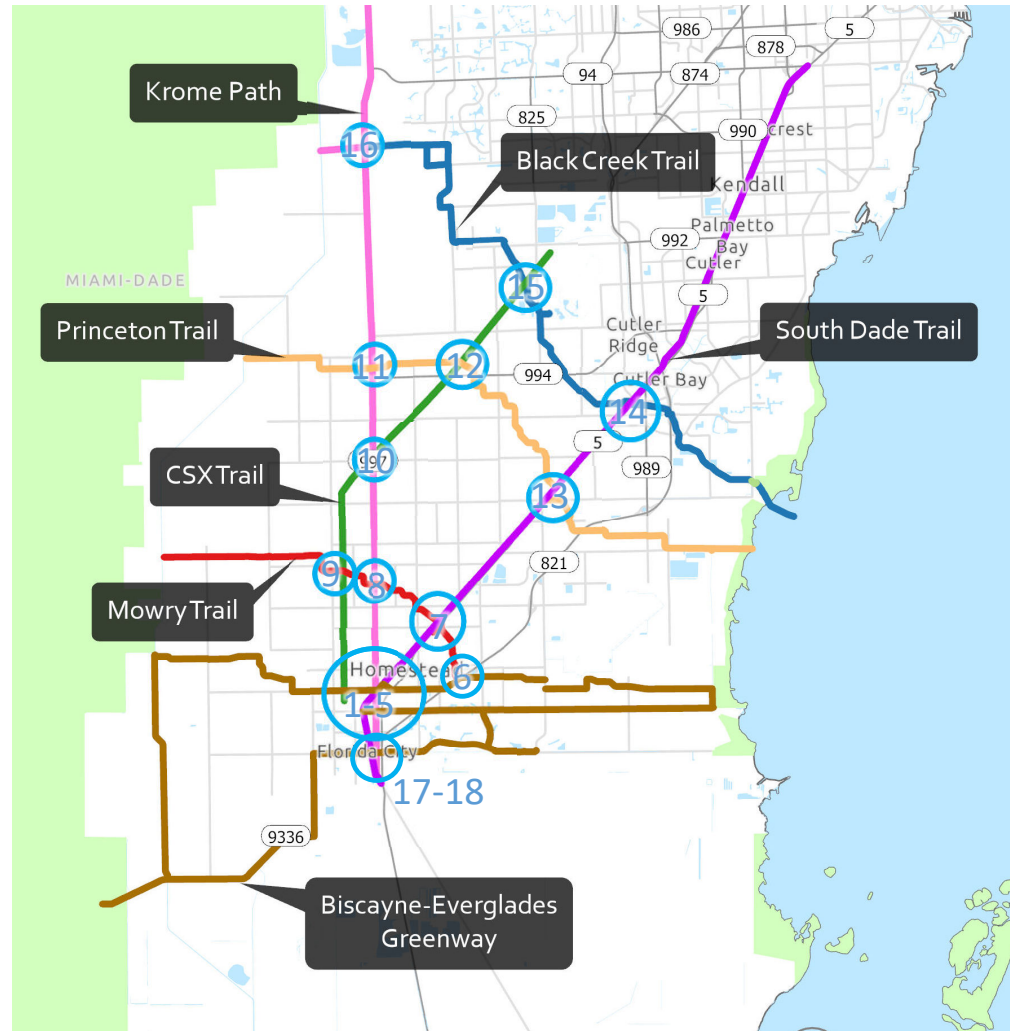 986
5
878
94
874
Krome Path
825
990
crest
16
Black Creek Trail
Kendall
Palmetto
Bay
992
Cutler
MIAMI-DADE
15
5
Princeton Trail
Cutler
Ridge
South Dade Trail
11
12
994
Cutler Bay
14
5
10
997
CSX Trail
989
13
821
9
8
Mowry Trail
7
Homestea
6
1-5
Florida City
17-18
9336
Biscayne-Everglades
Greenway